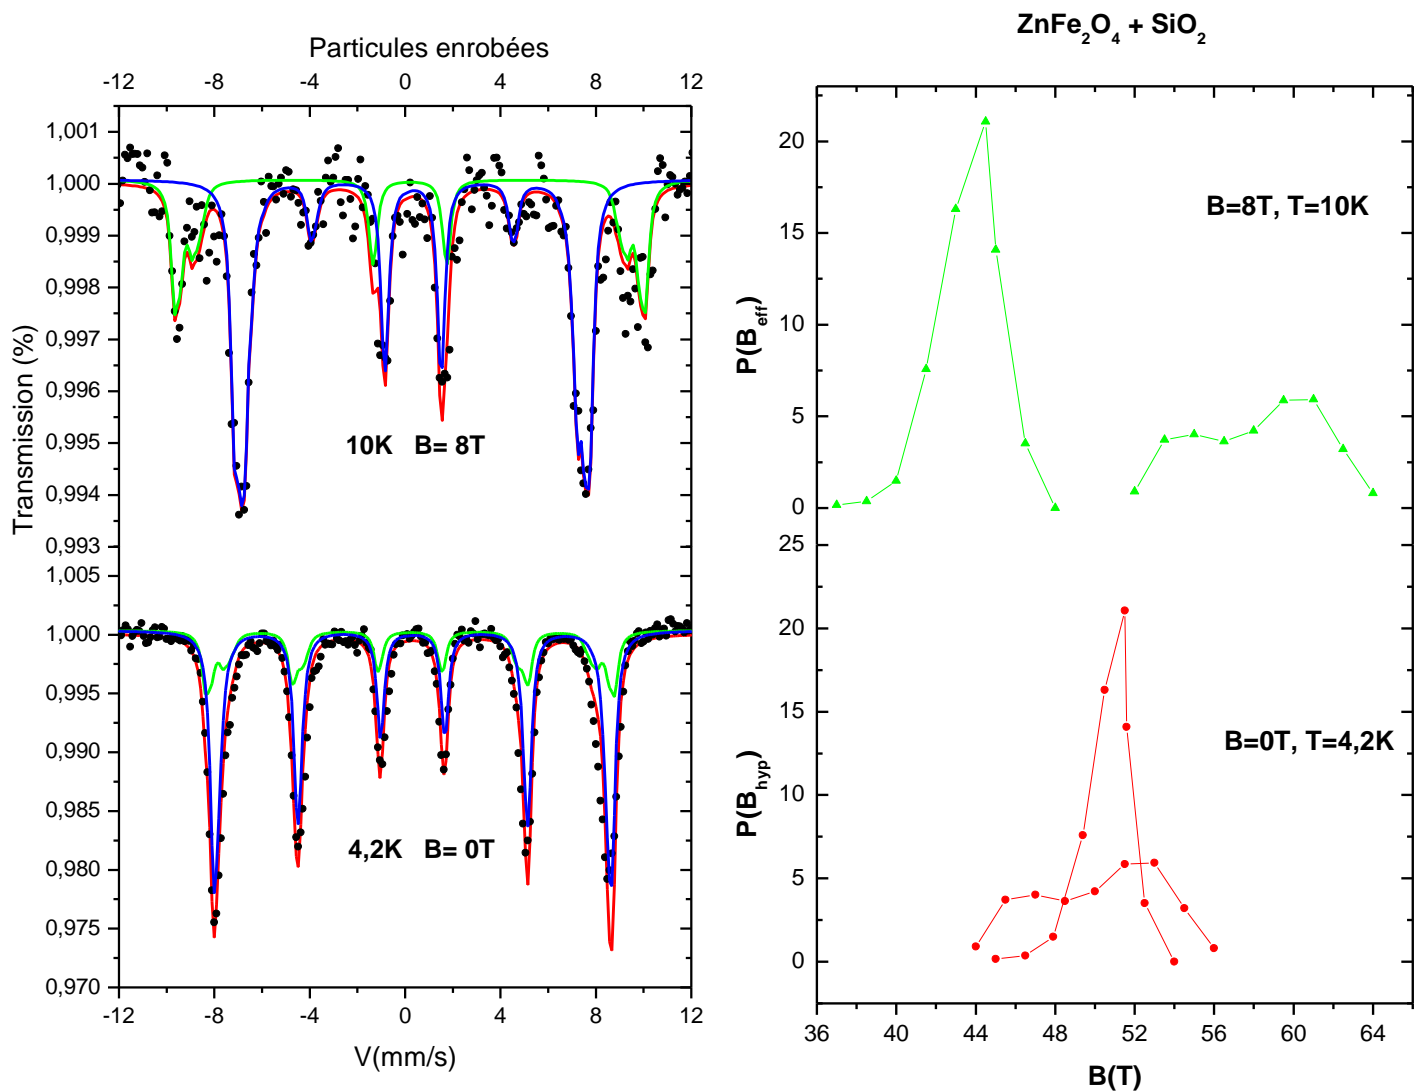 Particules enrobées
-12 -8 -4 0 4 8 12
1,001
1,000
0,999
0,998
0,997
0,996
0,995
0,994
0,993
1,005
1,000
0,995
0,990
0,985
0,980
0,975
0,970
Transmission (%)
10K B= 8T
4,2K B= 0T
-12 -8 -4 0 4 8 12
V(mm/s)
ZnFe₂O₄ + SiO₂
20
15
10
5
0
P(B_eff)
B=8T, T=10K
25
20
15
10
5
0
P(B_hyp)
B=0T, T=4,2K
36 40 44 48 52 56 60 64
B(T)